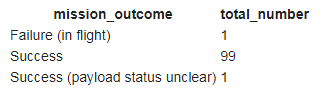 mission_outcome total_number
Failure (in flight) 1
Success 99
Success (payload status unclear) 1